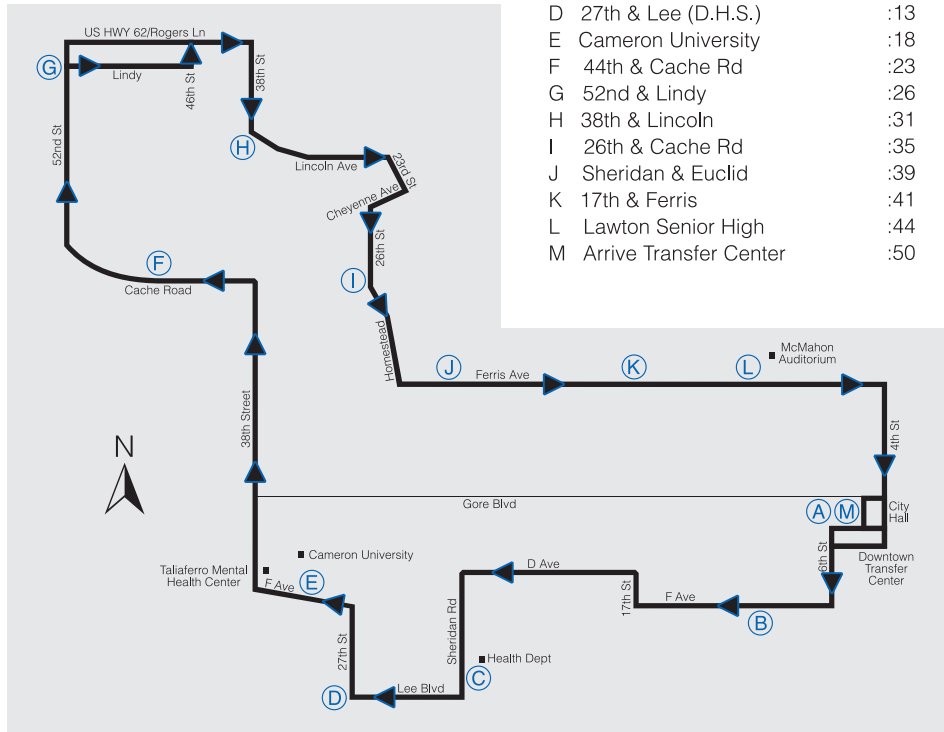 D 27th & Lee (D.H.S.) :13
E Cameron University :18
F 44th & Cache Rd :23
G 52nd & Lindy :26
H 38th & Lincoln :31
I 26th & Cache Rd :35
J Sheridan & Euclid :39
K 17th & Ferris :41
L Lawton Senior High :44
M Arrive Transfer Center :50
US HWY 62/Rogers Ln
G
Lindy
46th St
38th St
52nd St
H
Lincoln Ave
23rd St
Cheyenne Ave
26th St
F
Cache Road
I
Homestead
McMahon
Auditorium
J
Ferris Ave
K
L
38th Street
4th St
N
Gore Blvd
A
M
City
Hall
6th St
Downtown
Transfer
Center
Cameron University
Taliaferro Mental
Health Center
F Ave
E
D Ave
17th St
F Ave
B
27th St
Sheridan Rd
Health Dept
C
D
Lee Blvd